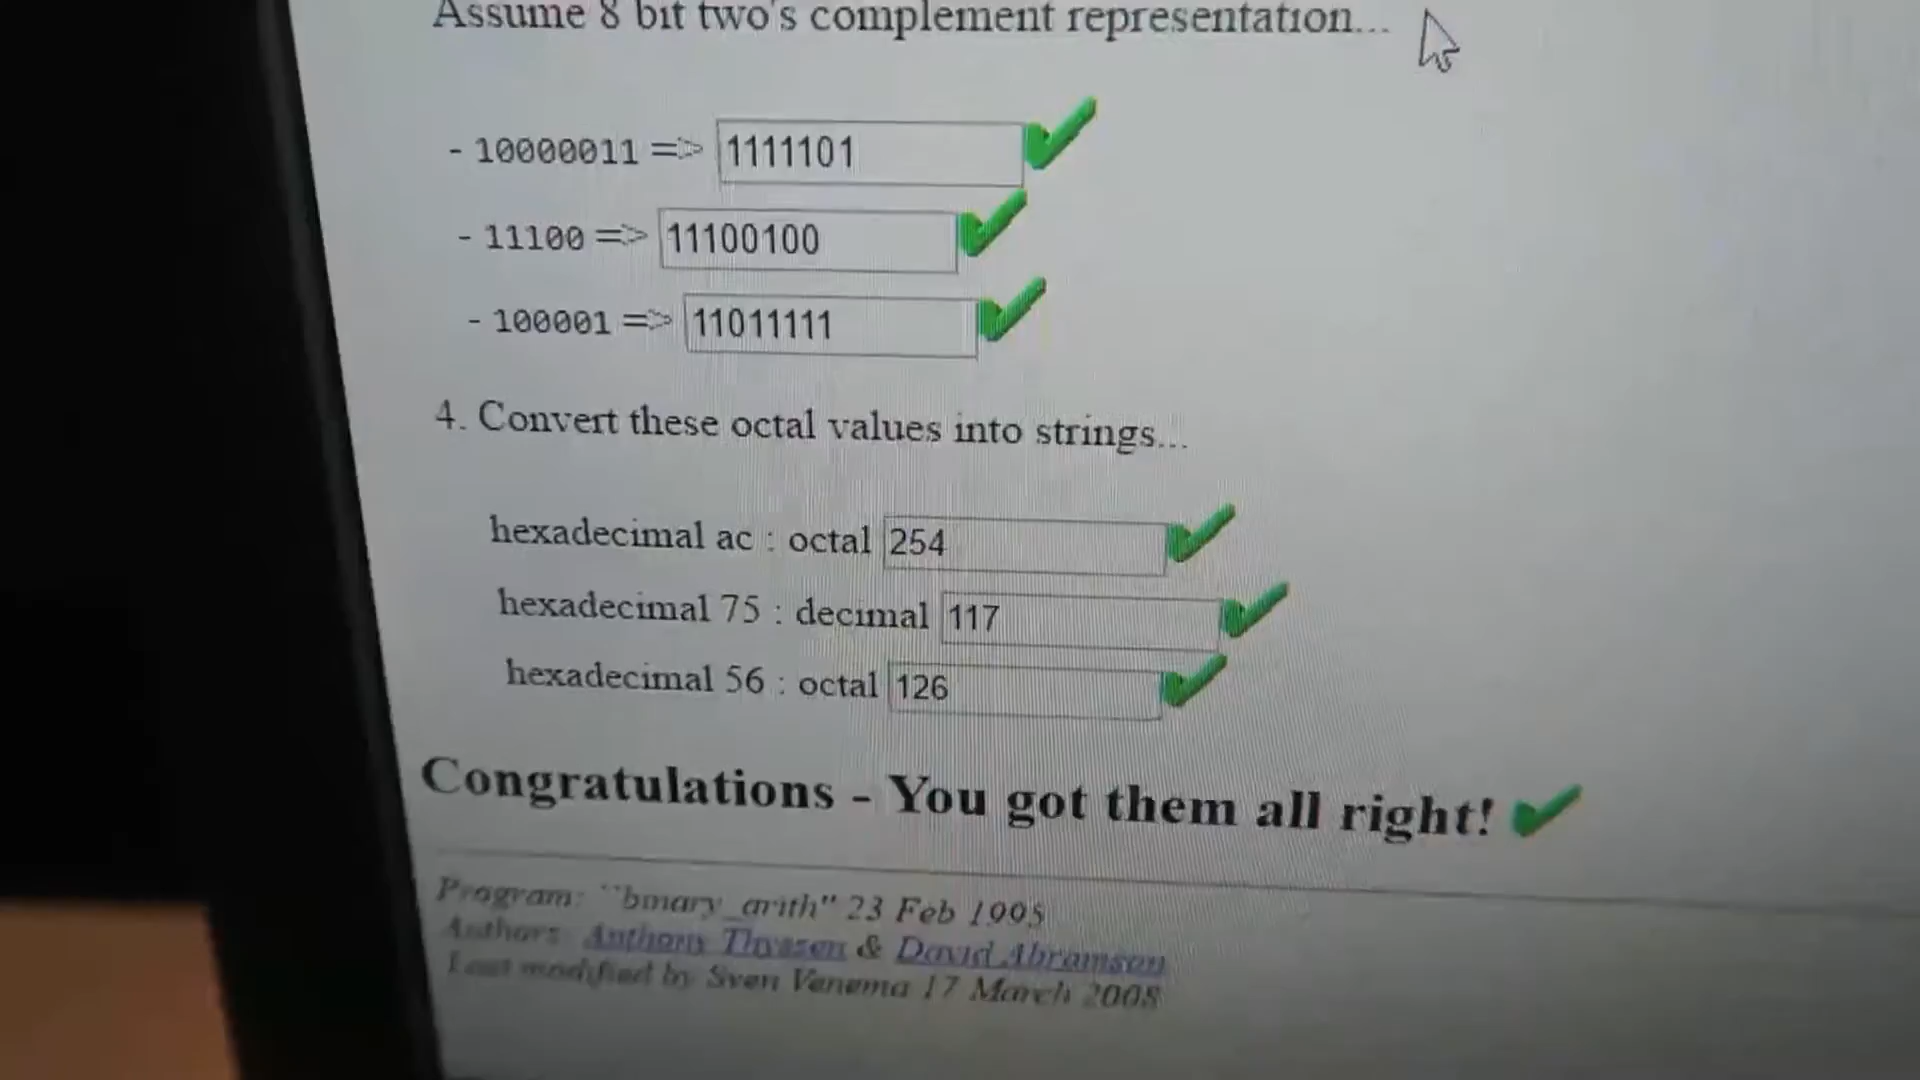 Assume 8 bit two's complement representation...
- 10000011 => 1111101
- 11100 => 11100100
- 100001 => 11011111
4. Convert these octal values into strings...
hexadecimal ac : octal 254
hexadecimal 75 : decimal 117
hexadecimal 56 : octal 126
Congratulations - You got them all right!
Program: ``binary_arith" 23 Feb 1995
Authors: Anthony Thyssen & David Abramson
Last modified by Sven Venema 17 March 2008